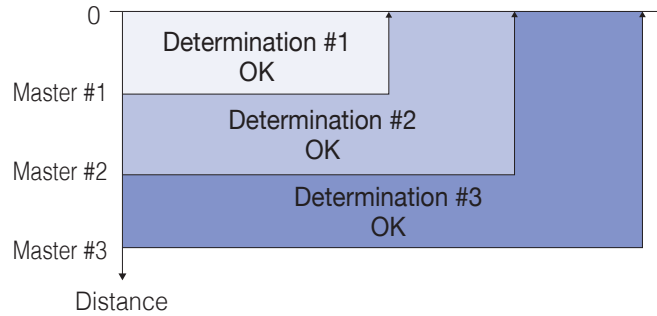 0
Determination #1
OK
Master #1
Determination #2
OK
Master #2
Determination #3
OK
Master #3
Distance